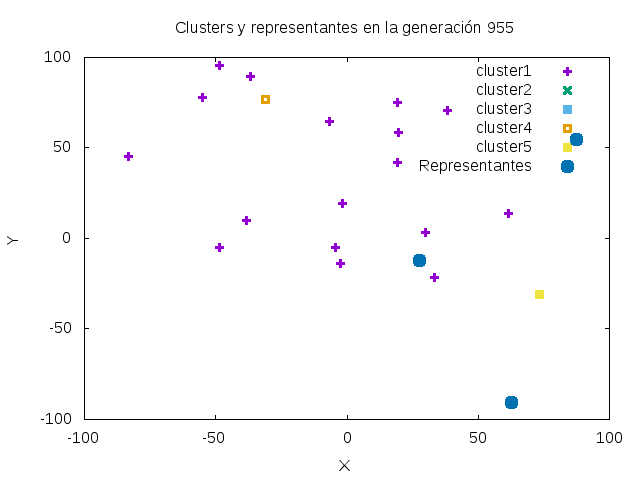 Clusters y representantes en la generación 955
100
50
0
-50
-100
Y
cluster1
cluster2
cluster3
cluster4
cluster5
Representantes
-100 -50 0 50 100
X